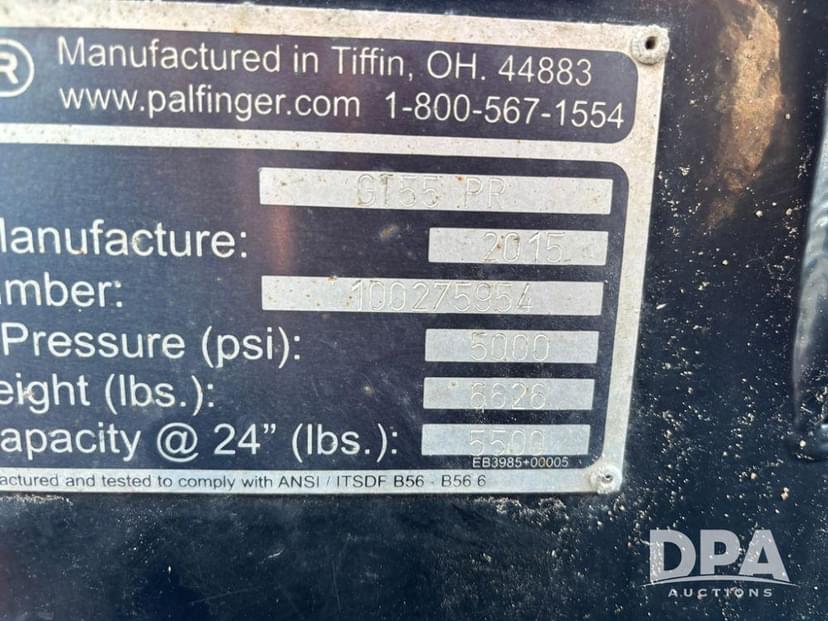 R Manufactured in Tiffin, OH. 44883
www.palfinger.com 1-800-567-1554
GT55 PR
Manufacture: 2015
umber: 100275954
Pressure (psi): 5000
eight (lbs.): 6626
apacity @ 24" (lbs.): 5500
EB3985+00005
actured and tested to comply with ANSI / ITSDF B56 - B56.6
DPA
AUCTIONS